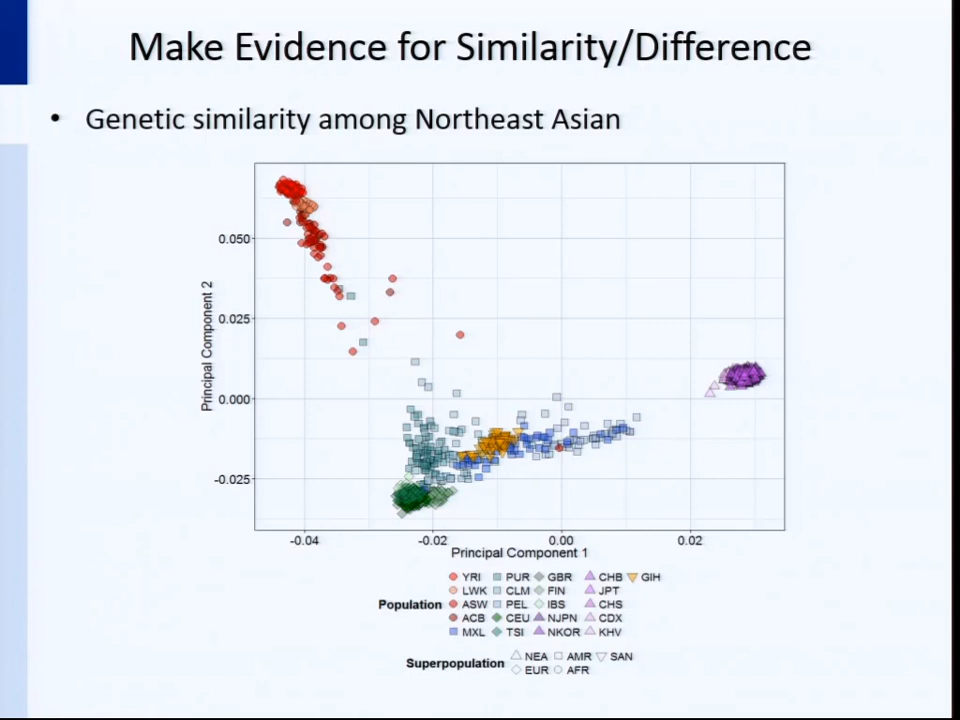 Make Evidence for Similarity/Difference
• Genetic similarity among Northeast Asian
0.050
0.025
0.000
-0.025
Principal Component 2
-0.04 -0.02 0.00 0.02
Principal Component 1
Population
YRI PUR GBR CHB GIH
LWK CLM FIN JPT
ASW PEL IBS CHS
ACB CEU NJPN CDX
MXL TSI NKOR KHV
Superpopulation
NEA AMR SAN
EUR AFR